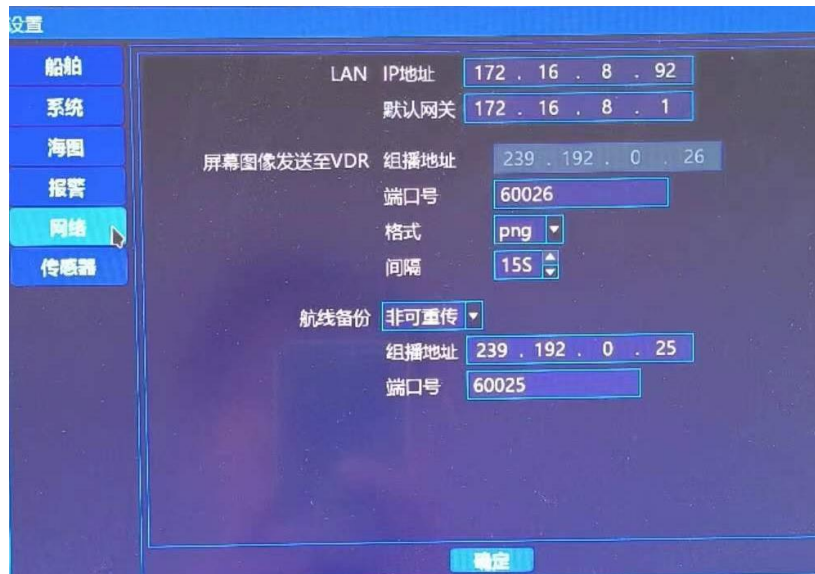 设置
船舶
系统
海图
报警
网络
传感器
LAN IP地址 172 . 16 . 8 . 92
默认网关 172 . 16 . 8 . 1
屏幕图像发送至VDR 组播地址 239 . 192 . 0 . 26
端口号 60026
格式 png
间隔 15S
航线备份 非可重传
组播地址 239 . 192 . 0 . 25
端口号 60025
确定